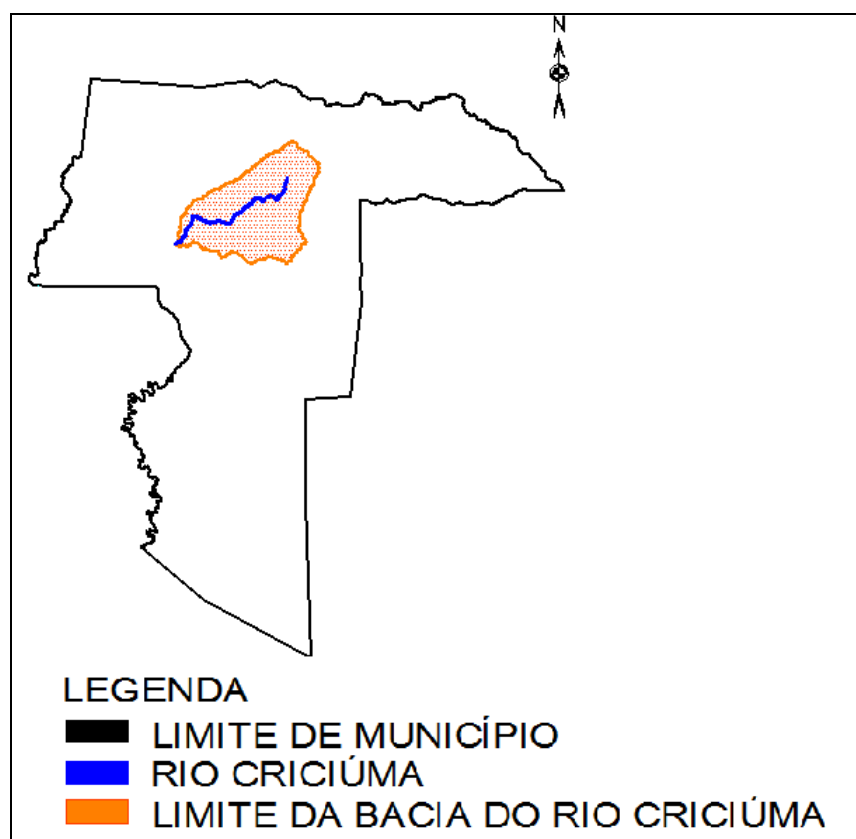 N
LEGENDA
LIMITE DE MUNICÍPIO
RIO CRICIÚMA
LIMITE DA BACIA DO RIO CRICIÚMA